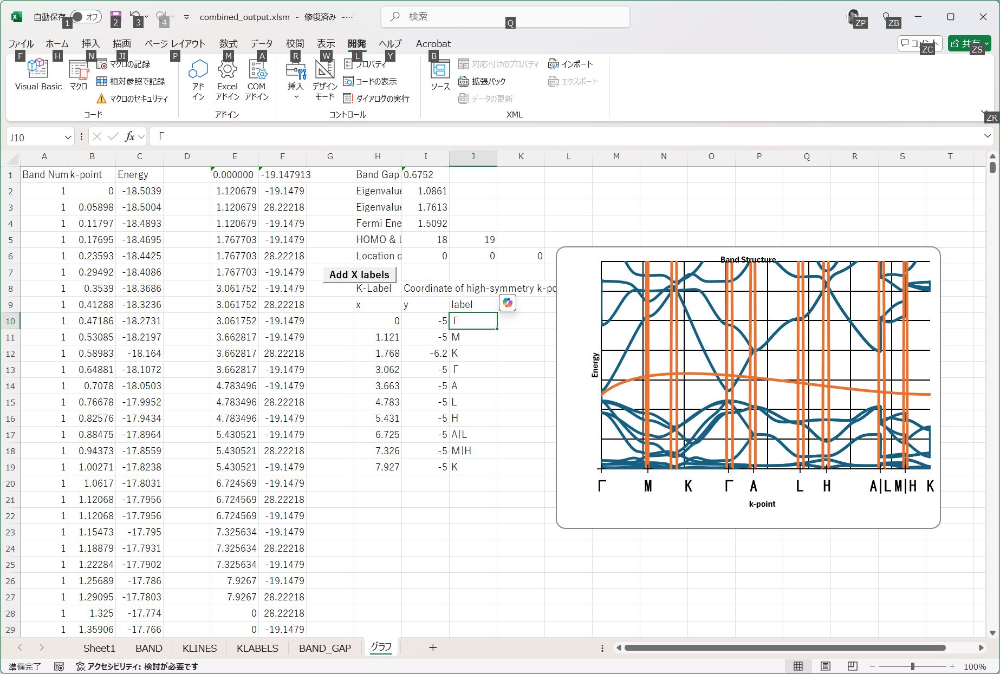 自動保存 オフ combined_output.xlsm - 修復済み -… 検索
1 2 3 4 Q ZP ZB
ファイル ホーム 挿入 描画 ページ レイアウト 数式 データ 校閲 表示 開発 ヘルプ Acrobat コメント 共有
F H N JI P M A R W L Y B ZC ZS
Visual Basic マクロ マクロの記録 相対参照で記録 マクロのセキュリティ
コード
アドイン Excel アドイン COM アドイン
アドイン
挿入 デザイン モード プロパティ コードの表示 ダイアログの実行
コントロール
ソース 対応付けのプロパティ 拡張パック データの更新 インポート エクスポート
XML
ZR
J10 fx Γ
A B C D E F G H I J K L M N O P Q R S T
1 Band Num k-point Energy 0.000000 -19.147913 Band Gap 0.6752
2 1 0 -18.5039 1.120679 -19.1479 Eigenvalue 1.0861
3 1 0.05898 -18.5004 1.120679 28.22218 Eigenvalue 1.7613
4 1 0.11797 -18.4893 1.120679 -19.1479 Fermi Ene 1.5092
5 1 0.17695 -18.4695 1.767703 -19.1479 HOMO & L 18 19
6 1 0.23593 -18.4425 1.767703 28.22218 Location o 0 0 0
7 1 0.29492 -18.4086 1.767703 -19.1479
Add X labels
8 1 0.3539 -18.3686 3.061752 -19.1479 K-Label Coordinate of high-symmetry k-po
9 1 0.41288 -18.3236 3.061752 28.22218 x y label
10 1 0.47186 -18.2731 3.061752 -19.1479 0 -5 Γ
11 1 0.53085 -18.2197 3.662817 -19.1479 1.121 -5 M
12 1 0.58983 -18.164 3.662817 28.22218 1.768 -6.2 K
13 1 0.64881 -18.1072 3.662817 -19.1479 3.062 -5 Γ
14 1 0.7078 -18.0503 4.783496 -19.1479 3.663 -5 A
15 1 0.76678 -17.9952 4.783496 28.22218 4.783 -5 L
16 1 0.82576 -17.9434 4.783496 -19.1479 5.431 -5 H
17 1 0.88475 -17.8964 5.430521 -19.1479 6.725 -5 A|L
18 1 0.94373 -17.8559 5.430521 28.22218 7.326 -5 M|H
19 1 1.00271 -17.8238 5.430521 -19.1479 7.927 -5 K
20 1 1.0617 -17.8031 6.724569 -19.1479
21 1 1.12068 -17.7956 6.724569 28.22218
22 1 1.12068 -17.7956 6.724569 -19.1479
23 1 1.15473 -17.795 7.325634 -19.1479
24 1 1.18879 -17.7931 7.325634 28.22218
25 1 1.22284 -17.7902 7.325634 -19.1479
26 1 1.25689 -17.786 7.9267 -19.1479
27 1 1.29095 -17.7803 7.9267 28.22218
28 1 1.325 -17.774 0 28.22218
29 1 1.35906 -17.766 0 -19.1479
Band Structure
Energy
Γ M K Γ A L H A|L M|H K
k-point
Sheet1 BAND KLINES KLABELS BAND_GAP グラフ
準備完了 アクセシビリティ: 検討が必要です 100%